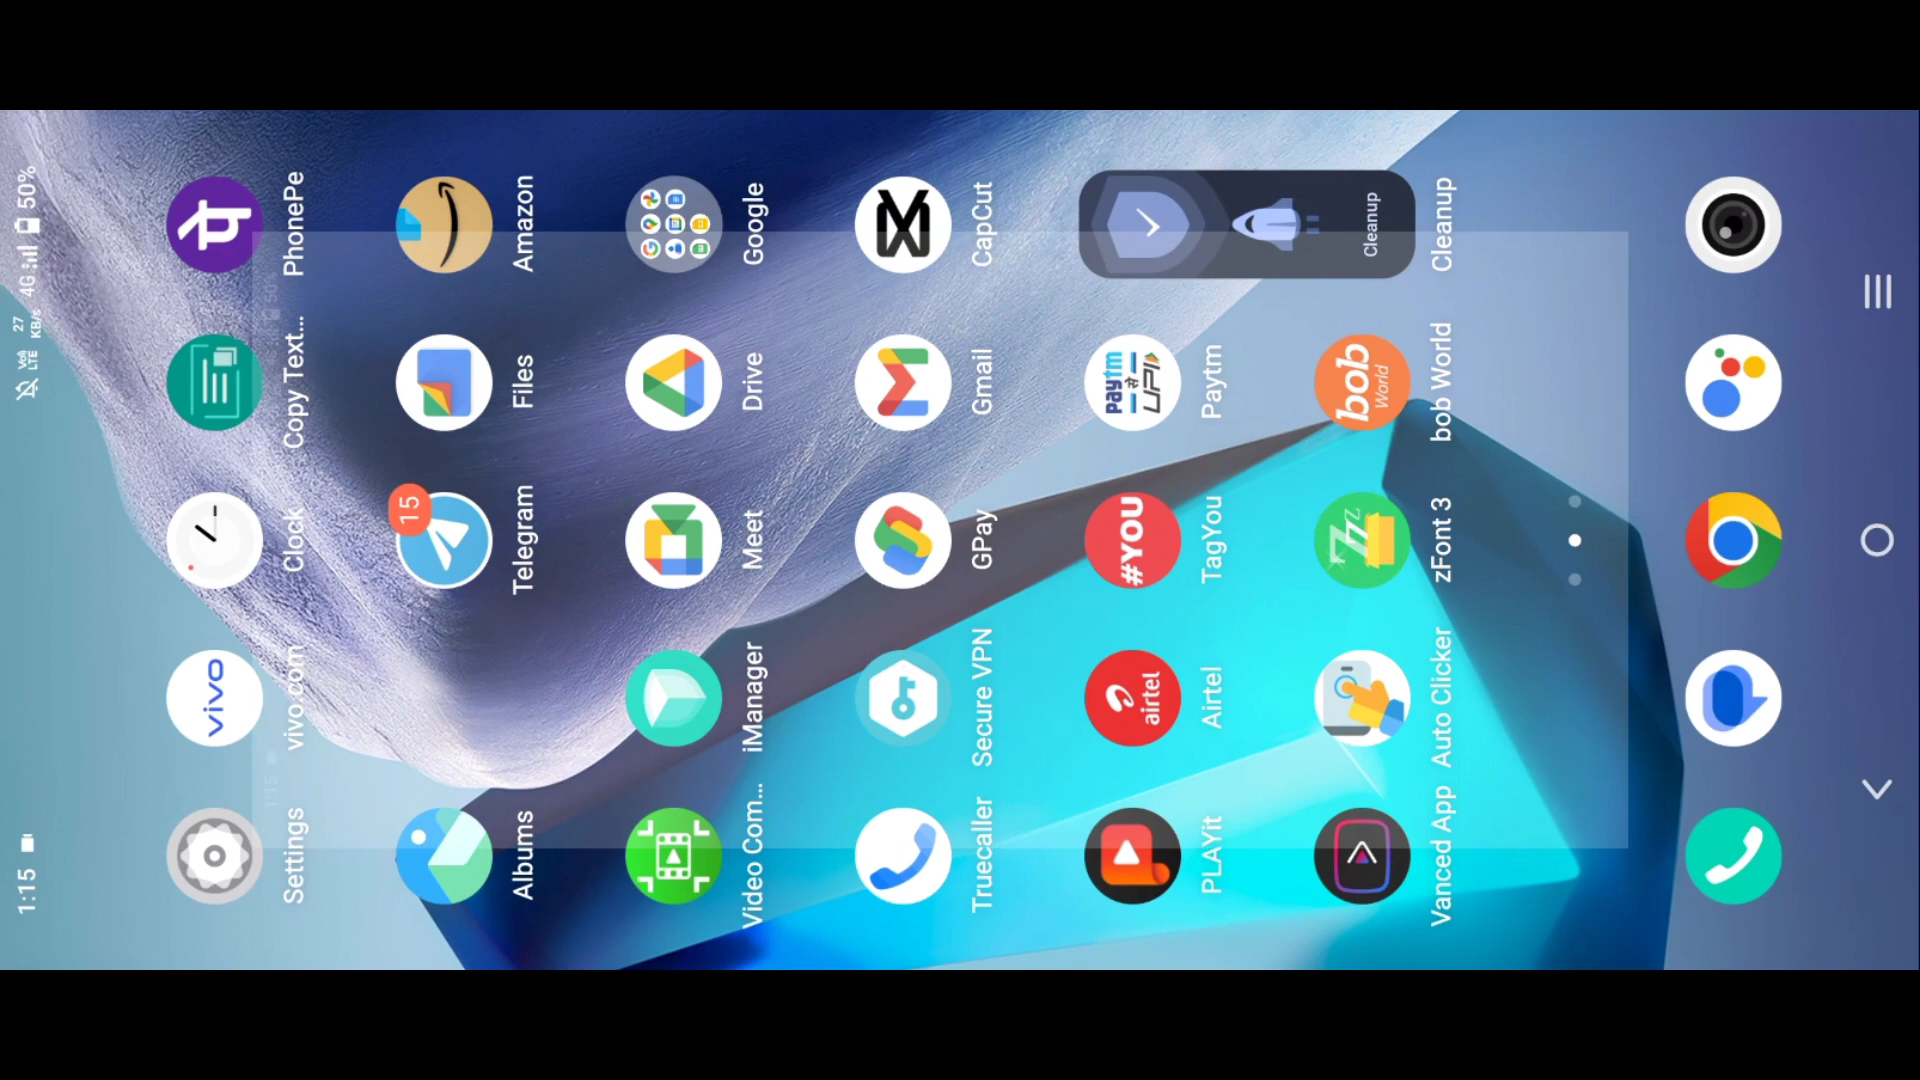 1:15 VoLTE 27 KB/s 4G 50%
vivo
Settings vivo.com Clock Copy Text... PhonePe
15
Albums Telegram Files Amazon
Video Com... iManager Meet Drive Google
Truecaller Secure VPN GPay Gmail CapCut
airtel #YOU paytm से UPI
PLAYit Airtel TagYou Paytm
bob World
Cleanup
Vanced App Auto Clicker zFont 3 bob World Cleanup